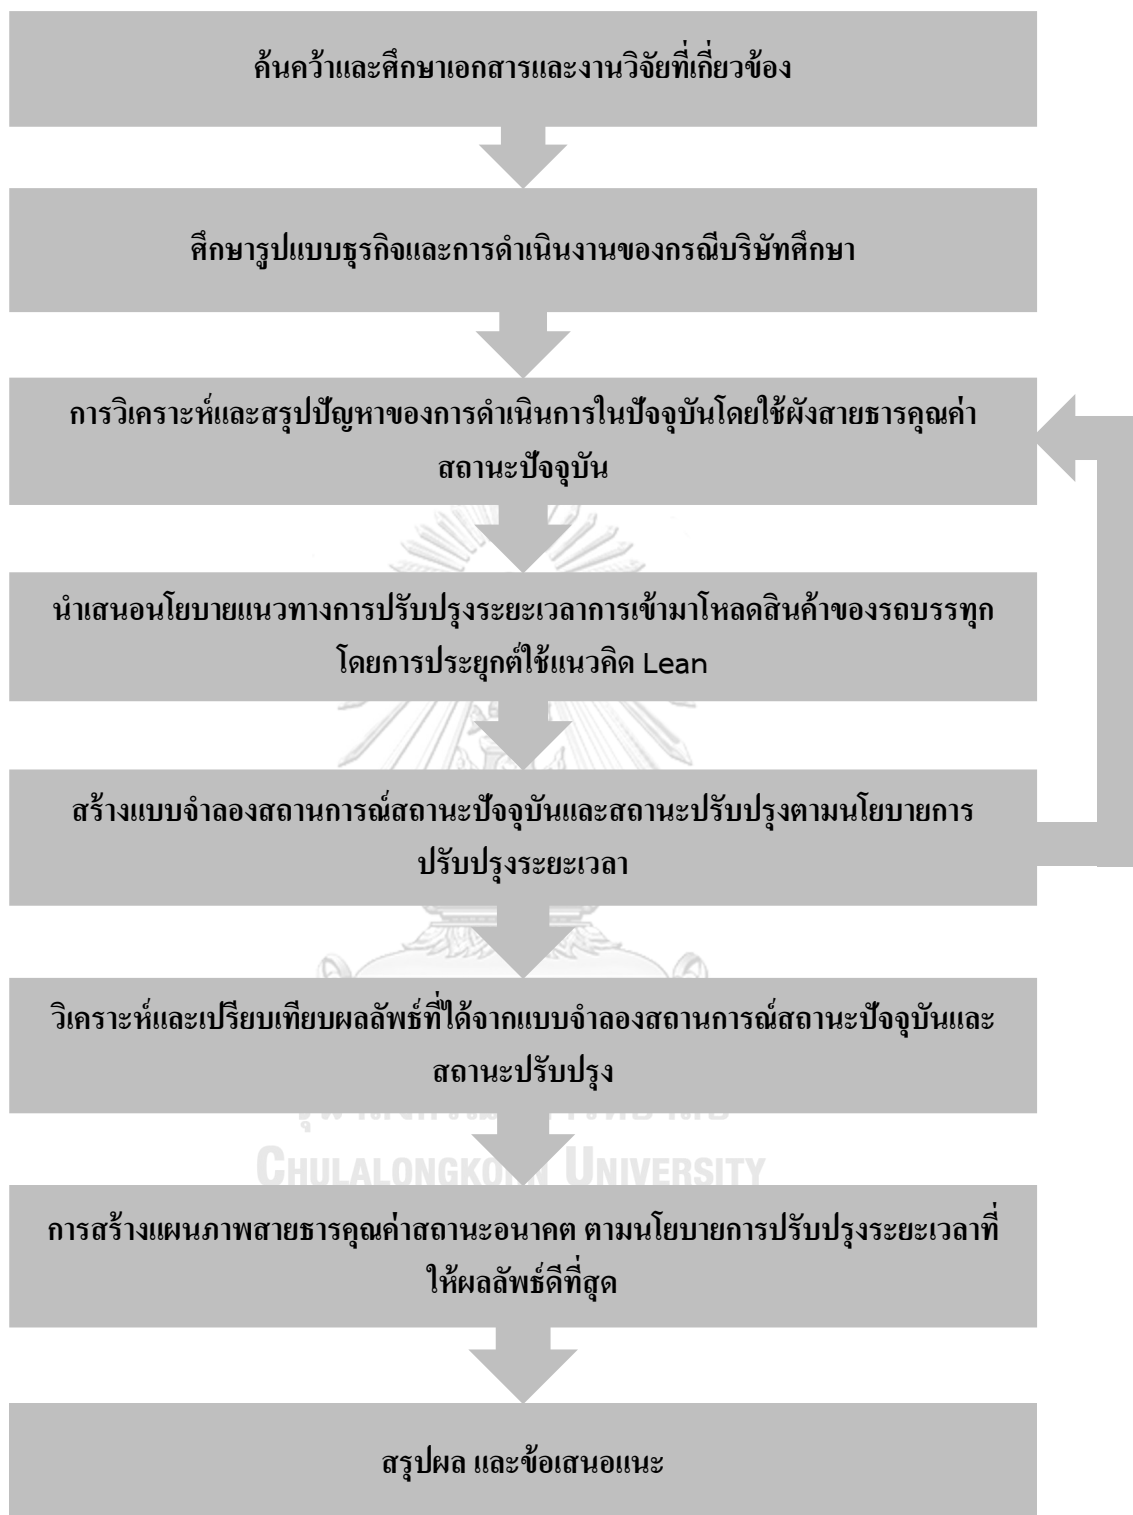 ค้นคว้าและศึกษาเอกสารและงานวิจัยที่เกี่ยวข้อง
ศึกษารูปแบบธุรกิจและการดำเนินงานของกรณีบริษัทศึกษา
การวิเคราะห์และสรุปปัญหาของการดำเนินการในปัจจุบันโดยใช้ผังสายธารคุณค่า
สถานะปัจจุบัน
นำเสนอนโยบายแนวทางการปรับปรุงระยะเวลาการเข้ามาโหลดสินค้าของรถบรรทุก
โดยการประยุกต์ใช้แนวคิด Lean
สร้างแบบจำลองสถานการณ์สถานะปัจจุบันและสถานะปรับปรุงตามนโยบายการ
ปรับปรุงระยะเวลา
วิเคราะห์และเปรียบเทียบผลลัพธ์ที่ได้จากแบบจำลองสถานการณ์สถานะปัจจุบันและ
สถานะปรับปรุง
CHULALONGKORN UNIVERSITY
การสร้างแผนภาพสายธารคุณค่าสถานะอนาคต ตามนโยบายการปรับปรุงระยะเวลาที่
ให้ผลลัพธ์ดีที่สุด
สรุปผล และข้อเสนอแนะ